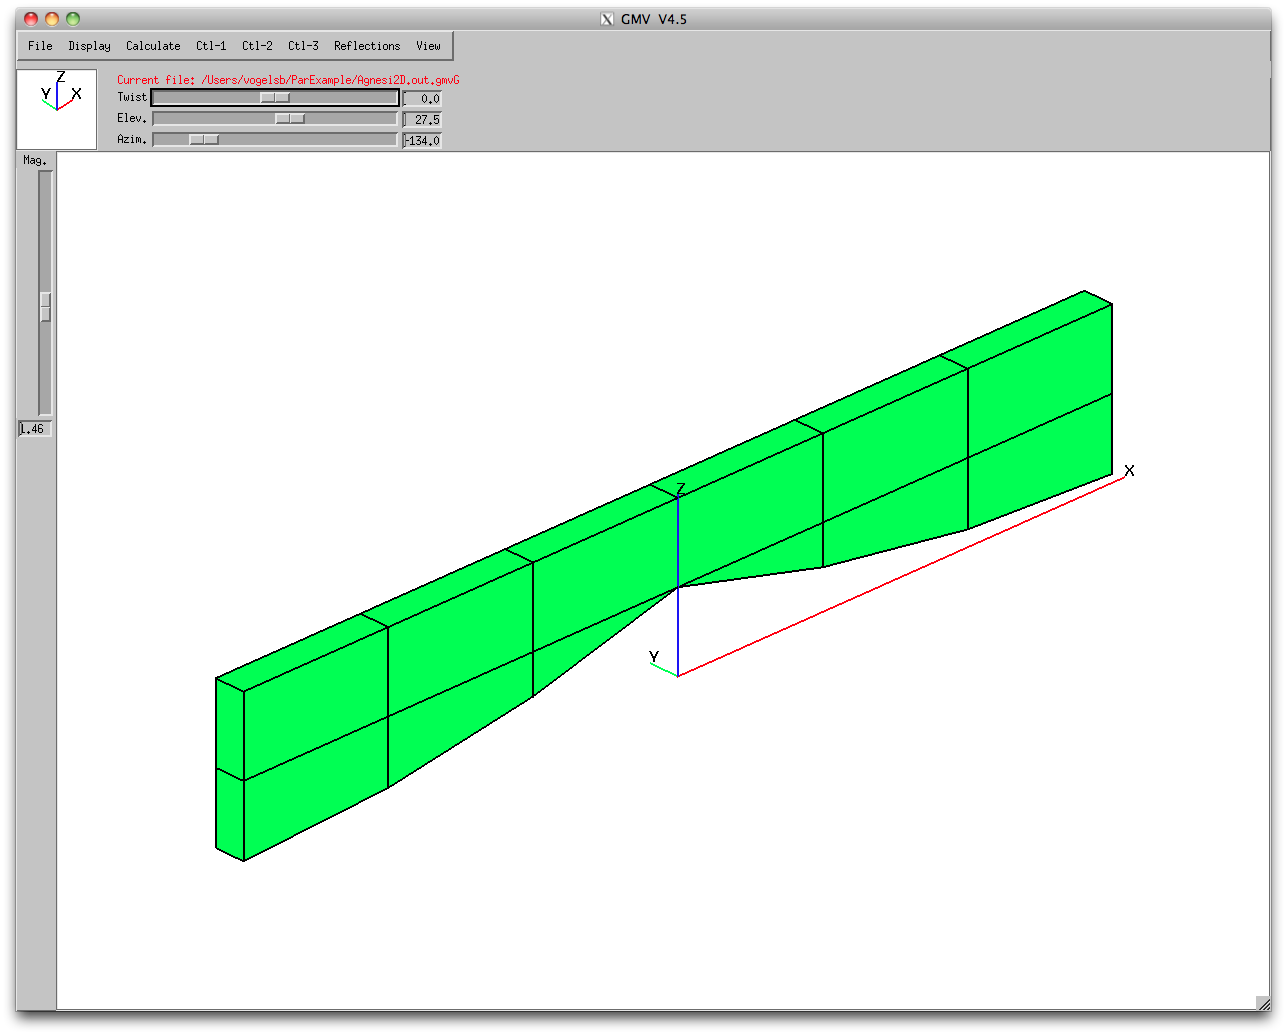 X GMV V4.5
File Display Calculate Ctl-1 Ctl-2 Ctl-3 Reflections View
Z
Y X
Current file: /Users/vogelsb/ParExample/Agnesi2D.out.gmvG
Twist 0.0
Elev. 27.5
Azim. -134.0
Mag.
1.46
X
Z
Y